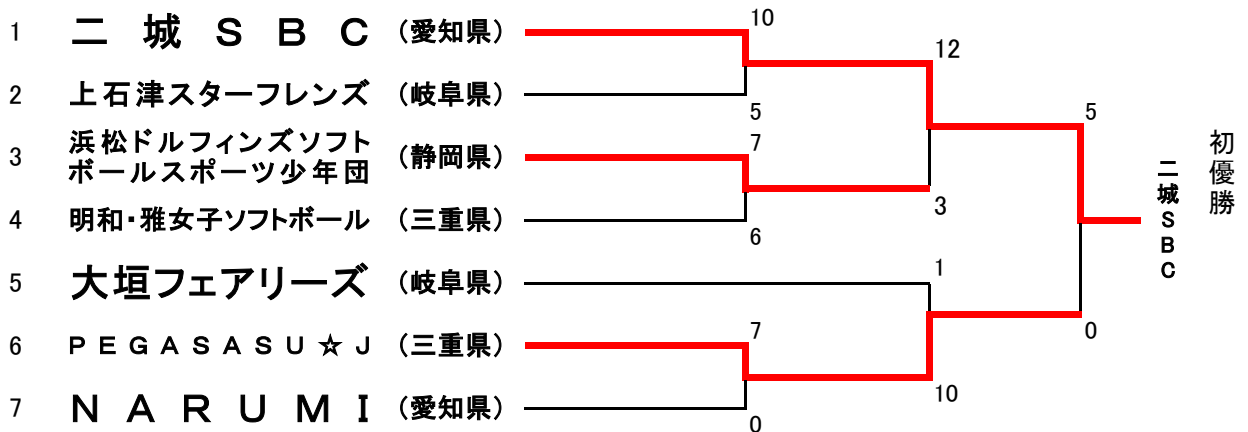 1 二城SBC (愛知県)
2 上石津スターフレンズ (岐阜県)
3 浜松ドルフィンズソフト
ボールスポーツ少年団 (静岡県)
4 明和・雅女子ソフトボール (三重県)
5 大垣フェアリーズ (岐阜県)
6 PEGASASU☆J (三重県)
7 NARUMI (愛知県)
10
5
7
6
7
0
12
3
1
10
5
0
二城SBC
初優勝